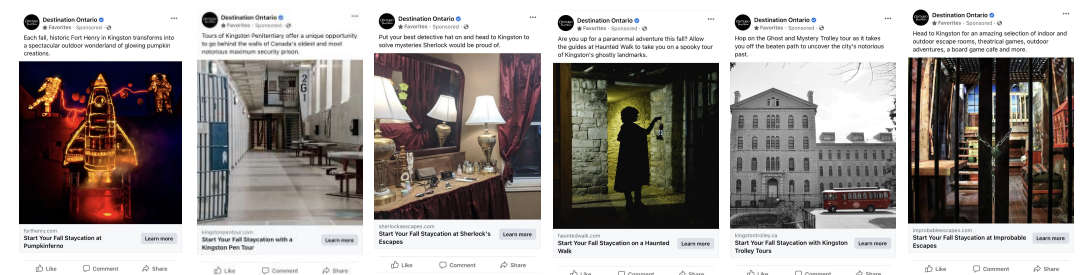 Destination Ontario
Favorites · Sponsored ·
Each fall, historic Fort Henry in Kingston transforms into
a spectacular outdoor wonderland of glowing pumpkin
creations.
forthenry.com
Start Your Fall Staycation at
Pumpkinferno
Learn more
Like Comment Share
Destination Ontario
Favorites · Sponsored ·
Tours of Kingston Penitentiary offer a unique opportunity
to go behind the walls of Canada's oldest and most
notorious maximum security prison.
2
G
1
kingstonpentour.com
Start Your Fall Staycation with a
Kingston Pen Tour
Learn more
Like Comment Share
Destination Ontario
Favorites · Sponsored ·
Put your best detective hat on and head to Kingston to
solve mysteries Sherlock would be proud of.
sherlocksescapes.com
Start Your Fall Staycation at Sherlock's
Escapes
Learn more
Like Comment Share
Destination Ontario
Favorites · Sponsored ·
Are you up for a paranormal adventure this fall? Allow
the guides at Haunted Walk to take you on a spooky tour
of Kingston's ghostly landmarks.
hauntedwalk.com
Start Your Fall Staycation on a Haunted
Walk
Learn more
Like Comment Share
Destination Ontario
Favorites · Sponsored ·
Hop on the Ghost and Mystery Trolley tour as it takes
you off the beaten path to uncover the city's notorious
past.
kingstontrolley.ca
Start Your Fall Staycation with Kingston
Trolley Tours
Learn more
Like Comment Share
Destination Ontario
Favorites · Sponsored ·
Head to Kingston for an amazing selection of indoor and
outdoor escape rooms, theatrical games, outdoor
adventures, a board game cafe and more.
improbableescapes.com
Start Your Fall Staycation at Improbable
Escapes
Learn more
Like Comment Share